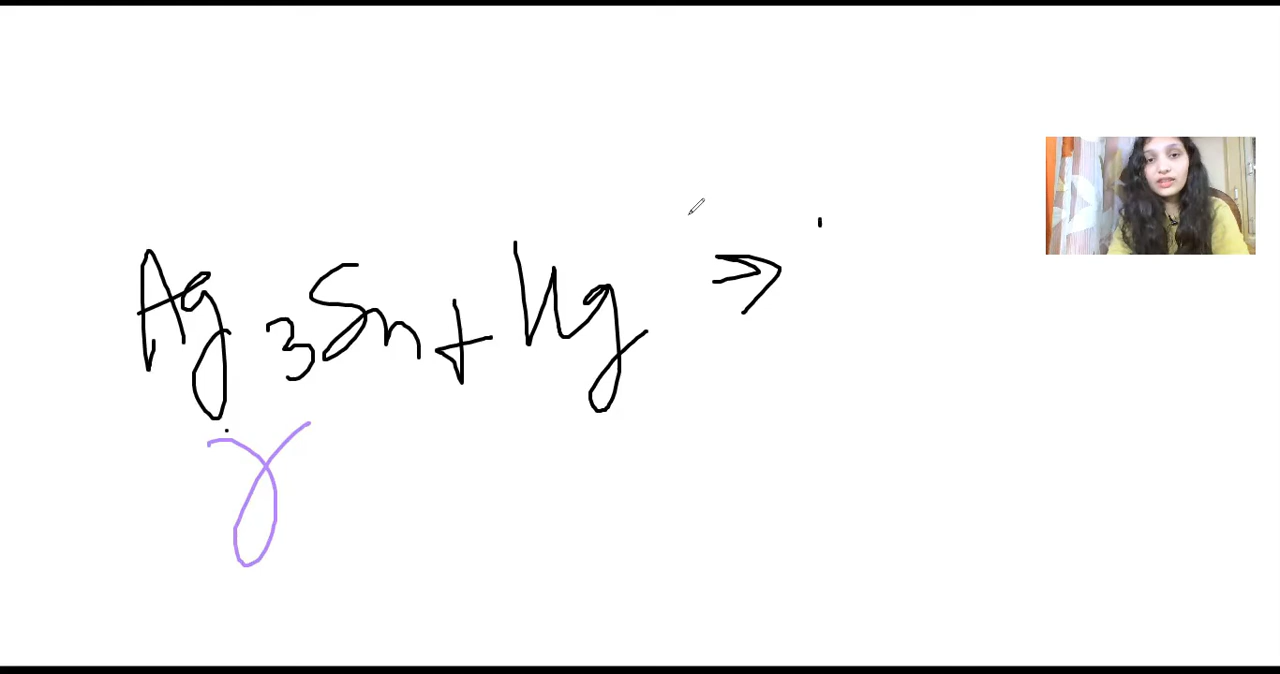 Ag3Sn + Hg →
γ